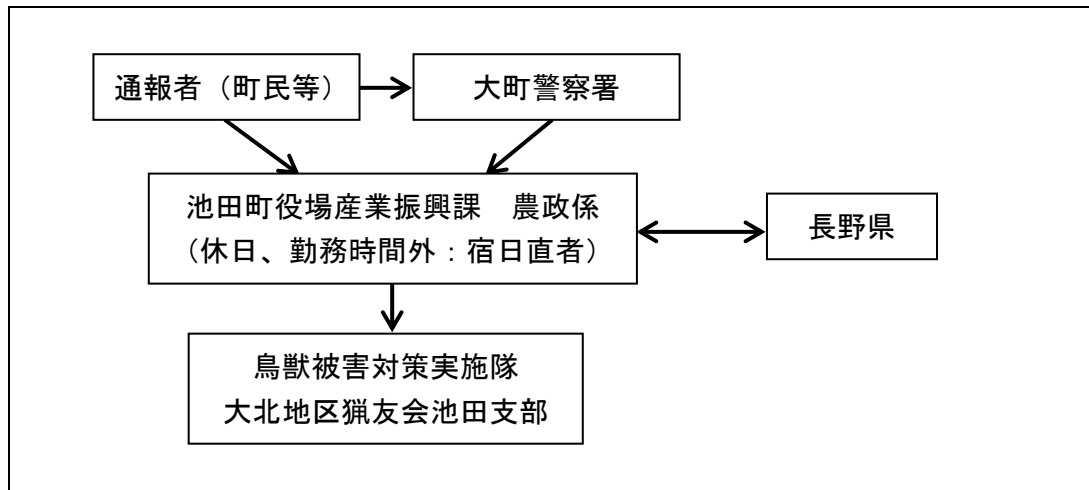 通報者（町民等）
大町警察署
池田町役場産業振興課　農政係
（休日、勤務時間外：宿日直者）
長野県
鳥獣被害対策実施隊
大北地区猟友会池田支部